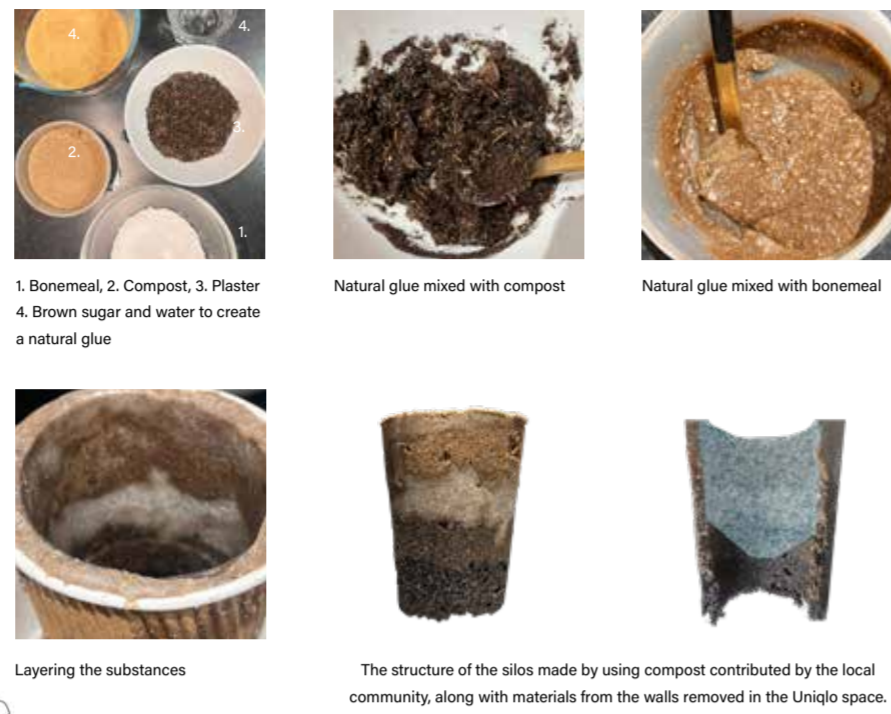 4.
4.
3.
2.
1.
1. Bonemeal, 2. Compost, 3. Plaster
4. Brown sugar and water to create
a natural glue
Natural glue mixed with compost
Natural glue mixed with bonemeal
Layering the substances
The structure of the silos made by using compost contributed by the local
community, along with materials from the walls removed in the Uniqlo space.